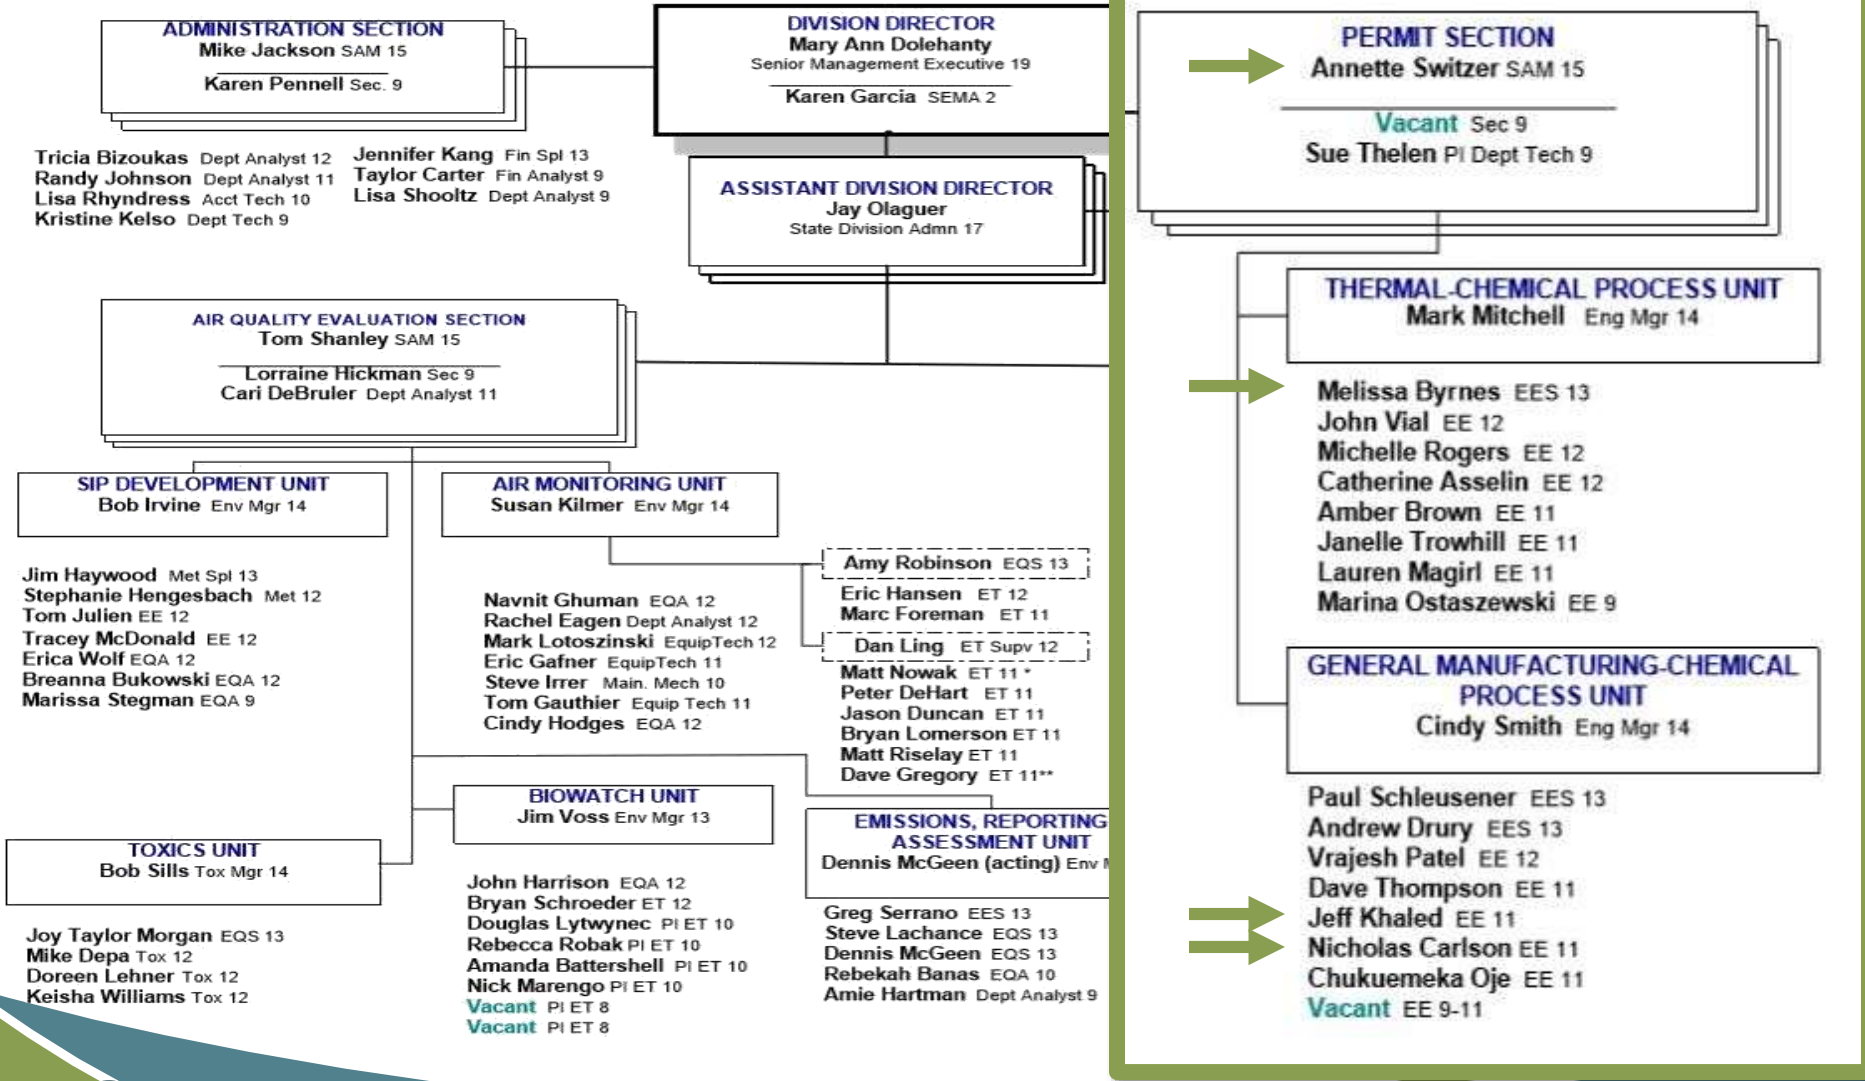 ADMINISTRATION SECTION
Mike Jackson SAM 15
Karen Pennell Sec. 9
Tricia Bizoukas Dept Analyst 12
Randy Johnson Dept Analyst 11
Lisa Rhyndress Acct Tech 10
Kristine Kelso Dept Tech 9
Jennifer Kang Fin Spl 13
Taylor Carter Fin Analyst 9
Lisa Shooltz Dept Analyst 9
DIVISION DIRECTOR
Mary Ann Dolehanty
Senior Management Executive 19
Karen Garcia SEMA 2
ASSISTANT DIVISION DIRECTOR
Jay Olaguer
State Division Admn 17
AIR QUALITY EVALUATION SECTION
Tom Shanley SAM 15
Lorraine Hickman Sec 9
Cari DeBruler Dept Analyst 11
SIP DEVELOPMENT UNIT
Bob Irvine Env Mgr 14
Jim Haywood Met Spl 13
Stephanie Hengesbach Met 12
Tom Julien EE 12
Tracey McDonald EE 12
Erica Wolf EQA 12
Breanna Bukowski EQA 12
Marissa Stegman EQA 9
AIR MONITORING UNIT
Susan Kilmer Env Mgr 14
Navnit Ghuman EQA 12
Rachel Eagen Dept Analyst 12
Mark Lotoszinski EquipTech 12
Eric Gafner EquipTech 11
Steve Irrer Main. Mech 10
Tom Gauthier Equip Tech 11
Cindy Hodges EQA 12
Amy Robinson EQS 13
Eric Hansen ET 12
Marc Foreman ET 11
Dan Ling ET Supv 12
Matt Nowak ET 11 *
Peter DeHart ET 11
Jason Duncan ET 11
Bryan Lomerson ET 11
Matt Riselay ET 11
Dave Gregory ET 11**
TOXICS UNIT
Bob Sills Tox Mgr 14
Joy Taylor Morgan EQS 13
Mike Depa Tox 12
Doreen Lehner Tox 12
Keisha Williams Tox 12
BIOWATCH UNIT
Jim Voss Env Mgr 13
John Harrison EQA 12
Bryan Schroeder ET 12
Douglas Lytwynec PI ET 10
Rebecca Robak PI ET 10
Amanda Battershell PI ET 10
Nick Marengo PI ET 10
Vacant PI ET 8
Vacant PI ET 8
EMISSIONS, REPORTING
ASSESSMENT UNIT
Dennis McGeen (acting) Env
Greg Serrano EES 13
Steve Lachance EQS 13
Dennis McGeen EQS 13
Rebekah Banas EQA 10
Amie Hartman Dept Analyst 9
PERMIT SECTION
Annette Switzer SAM 15
Vacant Sec 9
Sue Thelen PI Dept Tech 9
THERMAL-CHEMICAL PROCESS UNIT
Mark Mitchell Eng Mgr 14
Melissa Byrnes EES 13
John Vial EE 12
Michelle Rogers EE 12
Catherine Asselin EE 12
Amber Brown EE 11
Janelle Trowhill EE 11
Lauren Magirl EE 11
Marina Ostaszewski EE 9
GENERAL MANUFACTURING-CHEMICAL
PROCESS UNIT
Cindy Smith Eng Mgr 14
Paul Schleusener EES 13
Andrew Drury EES 13
Vrajesh Patel EE 12
Dave Thompson EE 11
Jeff Khaled EE 11
Nicholas Carlson EE 11
Chukuemeka Oje EE 11
Vacant EE 9-11